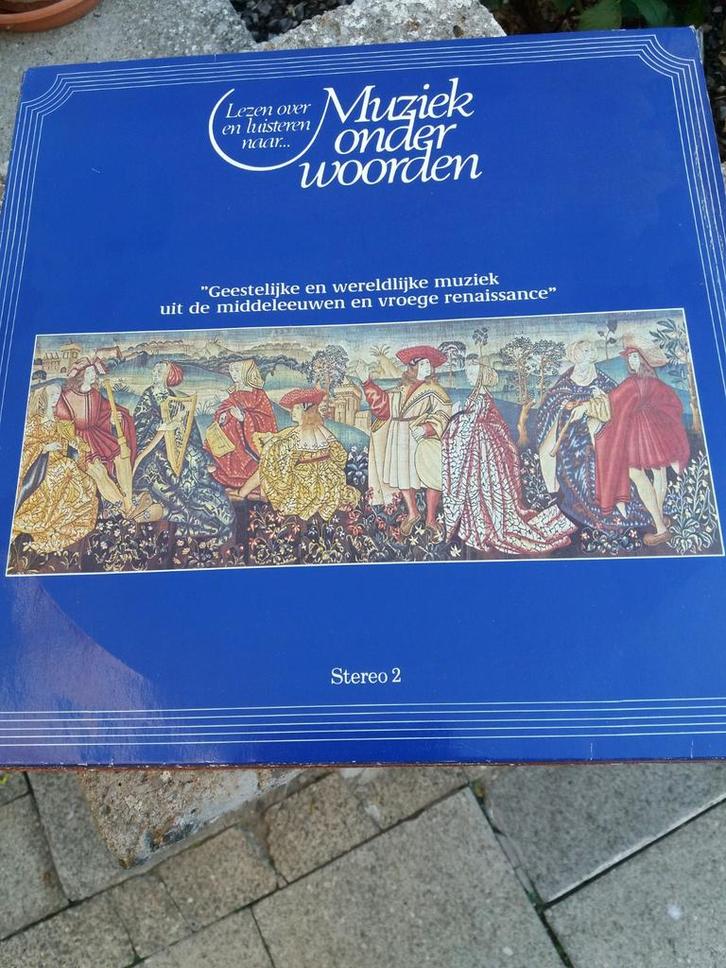 Lezen over
en luisteren
naar...
Muziek
onder
woorden
"Geestelijke en wereldlijke muziek
uit de middeleeuwen en vroege renaissance"
Stereo 2